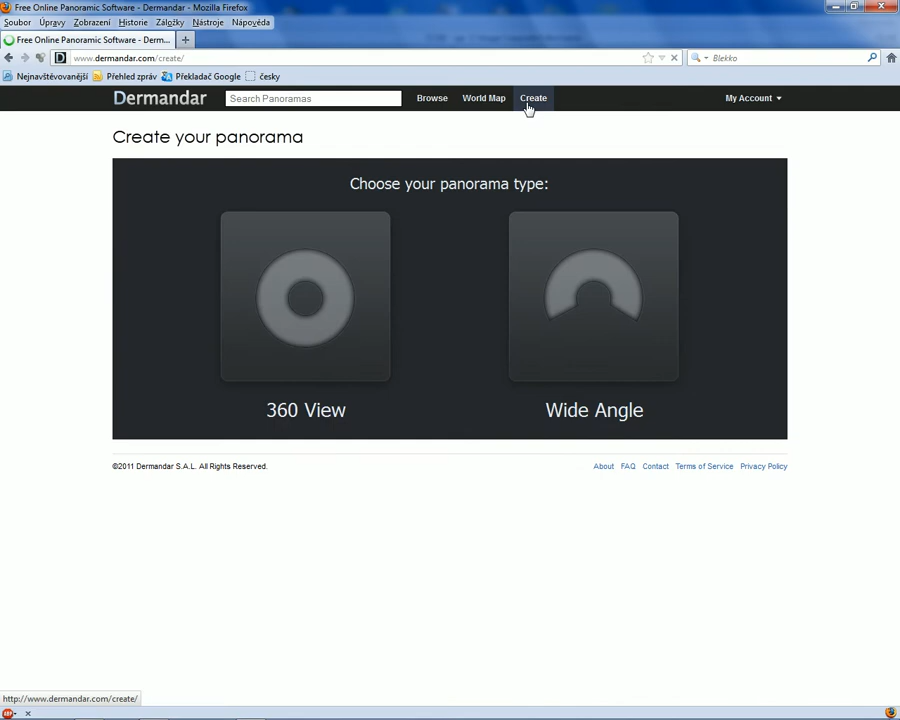 Free Online Panoramic Software - Dermandar - Mozilla Firefox
Soubor Úpravy Zobrazení Historie Záložky Nástroje Nápověda
Free Online Panoramic Software - Derm...
www.dermandar.com/create/
Blekko
Nejnavštěvovanější Přehled zpráv Překladač Google česky
Dermandar Search Panoramas Browse World Map Create My Account
Create your panorama
Choose your panorama type:
360 View Wide Angle
©2011 Dermandar S.A.L. All Rights Reserved. About FAQ Contact Terms of Service Privacy Policy
http://www.dermandar.com/create/